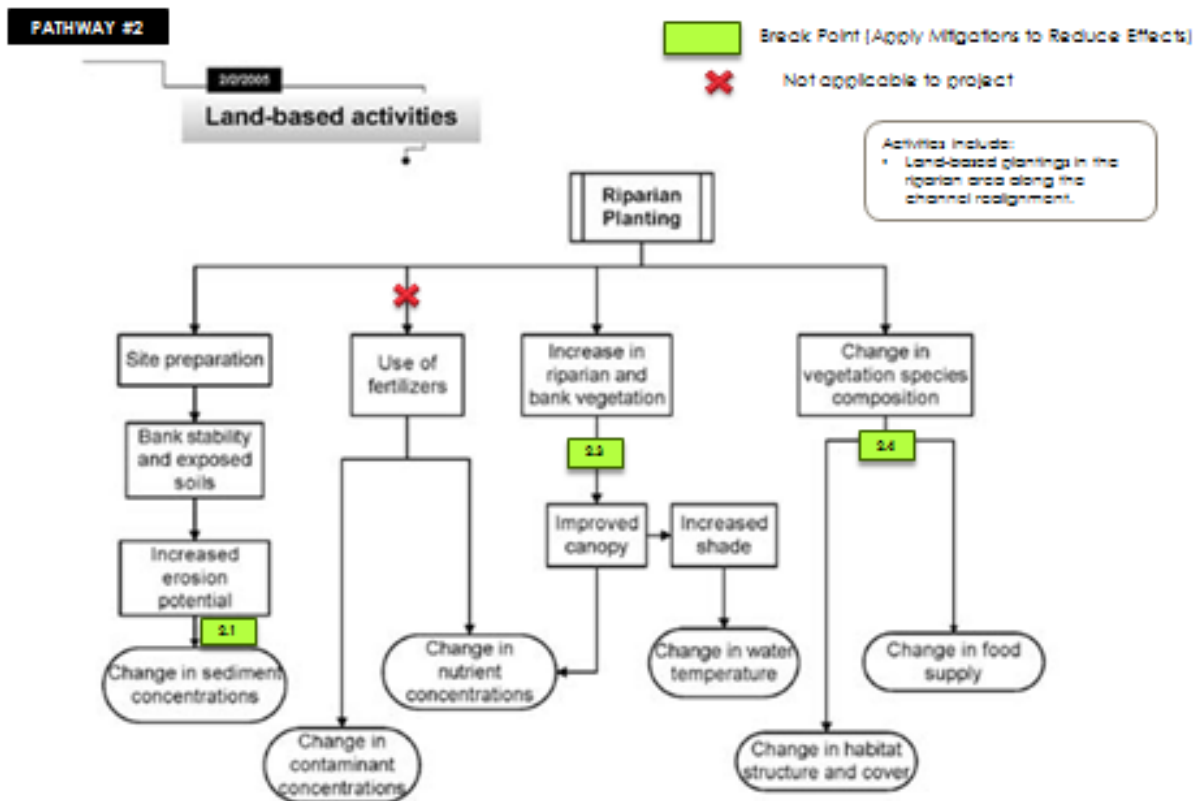 PATHWAY #2
Break Point (Apply Mitigations to Reduce Effects)
Not applicable to project
2/2/2005
Land-based activities
Activities include:
• Land-based plantings in the
riparian area along the
channel realignment.
Riparian
Planting
Site preparation
Use of
fertilizers
Increase in
riparian and
bank vegetation
Change in
vegetation species
composition
Bank stability
and exposed
soils
Improved
canopy
Increased
shade
Increased
erosion
potential
2.1
Change in sediment
concentrations
Change in
nutrient
concentrations
Change in water
temperature
Change in food
supply
Change in
contaminant
concentrations
Change in habitat
structure and cover